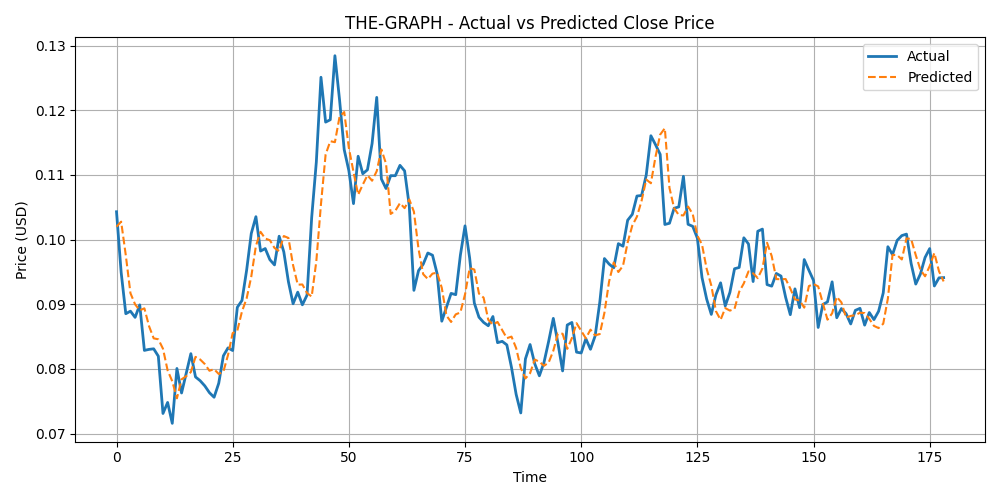 THE-GRAPH - Actual vs Predicted Close Price
Actual
Predicted
Price (USD)
0.13
0.12
0.11
0.10
0.09
0.08
0.07
0 25 50 75 100 125 150 175
Time